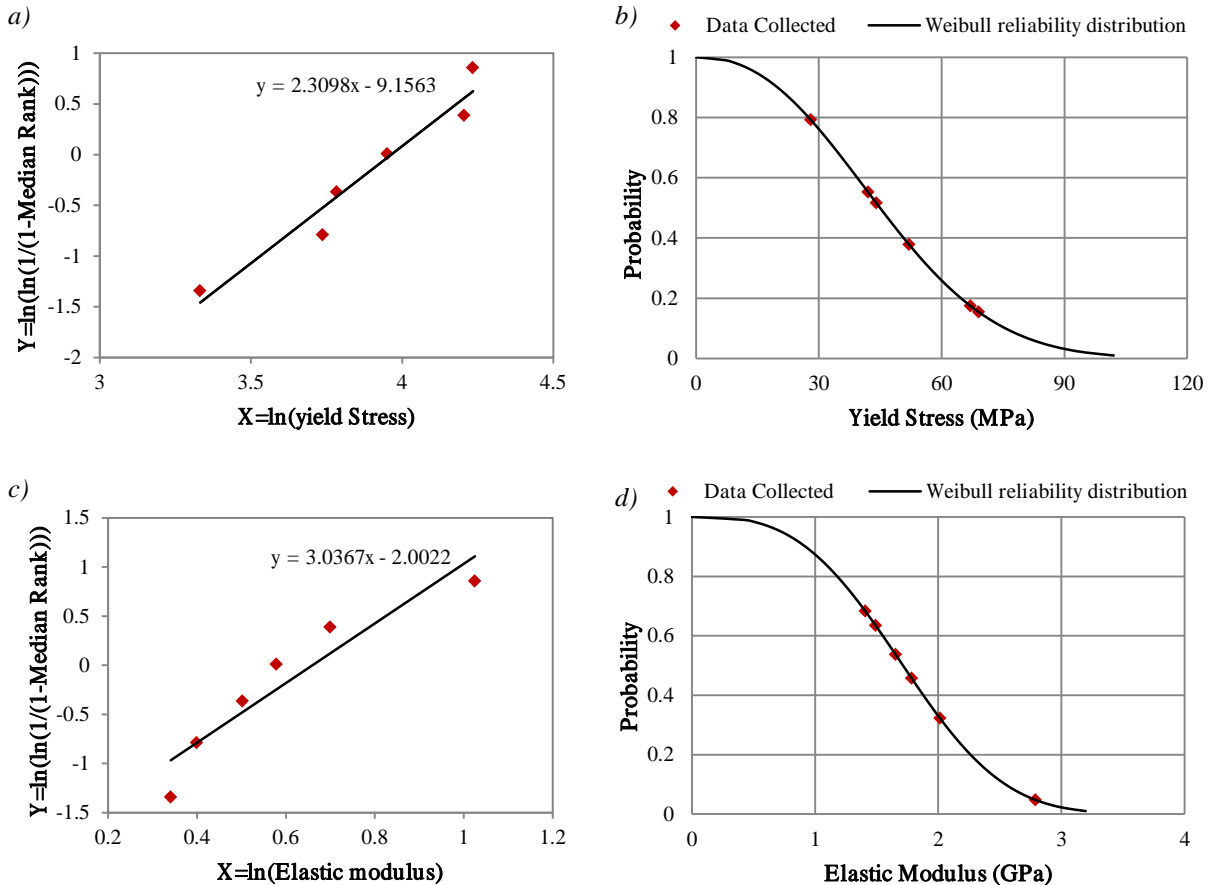 a)
Y=ln(ln(1/(1-Median Rank)))
1
0.5
0
-0.5
-1
-1.5
-2
y = 2.3098x - 9.1563
3
3.5
4
4.5
X=ln(yield Stress)
b)
Data Collected
Weibull reliability distribution
Probability
1
0.8
0.6
0.4
0.2
0
0
30
60
90
120
Yield Stress (MPa)
c)
Y=ln(ln(1/(1-Median Rank)))
1.5
1
0.5
0
-0.5
-1
-1.5
y = 3.0367x - 2.0022
0.2
0.4
0.6
0.8
1
1.2
X=ln(Elastic modulus)
d)
Data Collected
Weibull reliability distribution
Probability
1
0.8
0.6
0.4
0.2
0
0
1
2
3
4
Elastic Modulus (GPa)